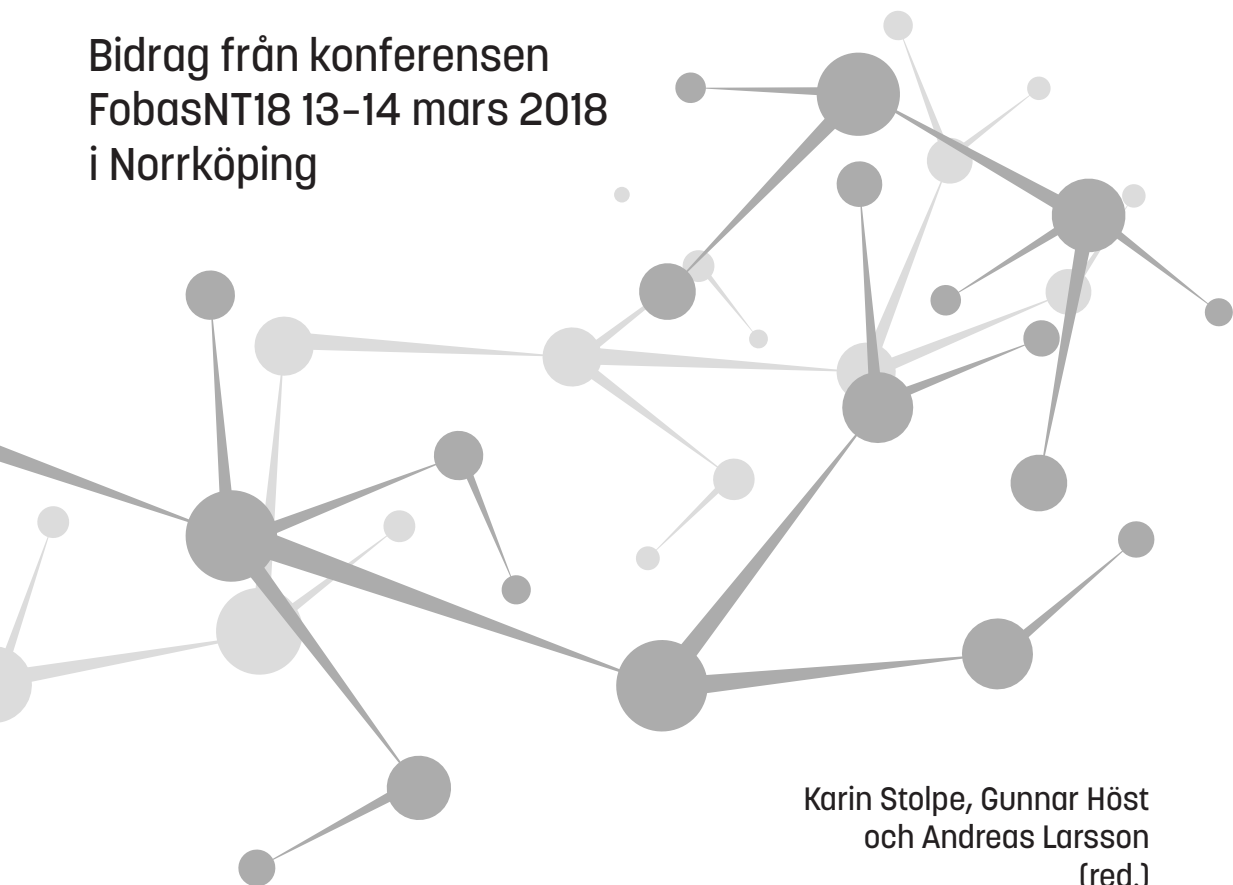 Bidrag från konferensen
FobasNT18 13–14 mars 2018
i Norrköping
Karin Stolpe, Gunnar Höst
och Andreas Larsson
(red.)